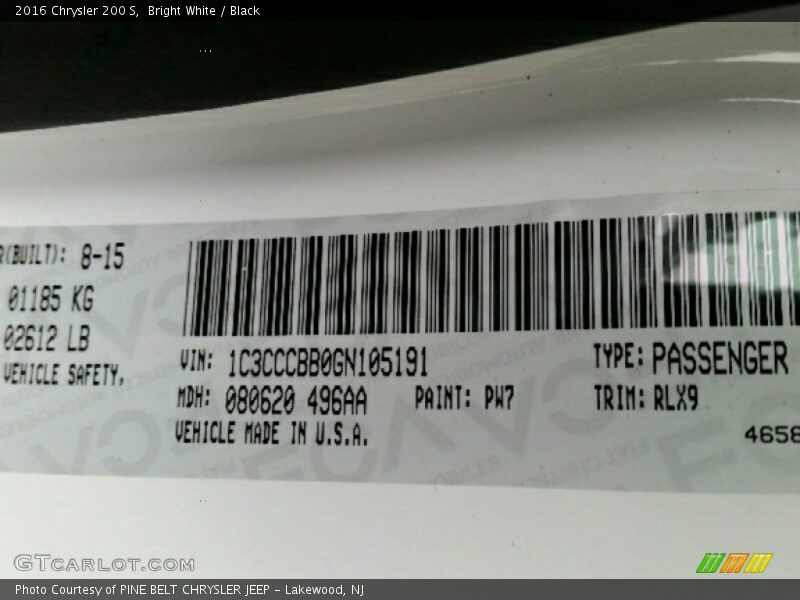 2016 Chrysler 200 S, Bright White / Black
R(BUILT): 8-15
01185 KG
02612 LB
VEHICLE SAFETY,
VIN: 1C3CCCBB0GN105191
TYPE: PASSENGER
MDH: 080620 496AA
PAINT: PW7
TRIM: RLX9
VEHICLE MADE IN U.S.A.
4658
GTCARLOT.COM
Photo Courtesy of PINE BELT CHRYSLER JEEP - Lakewood, NJ